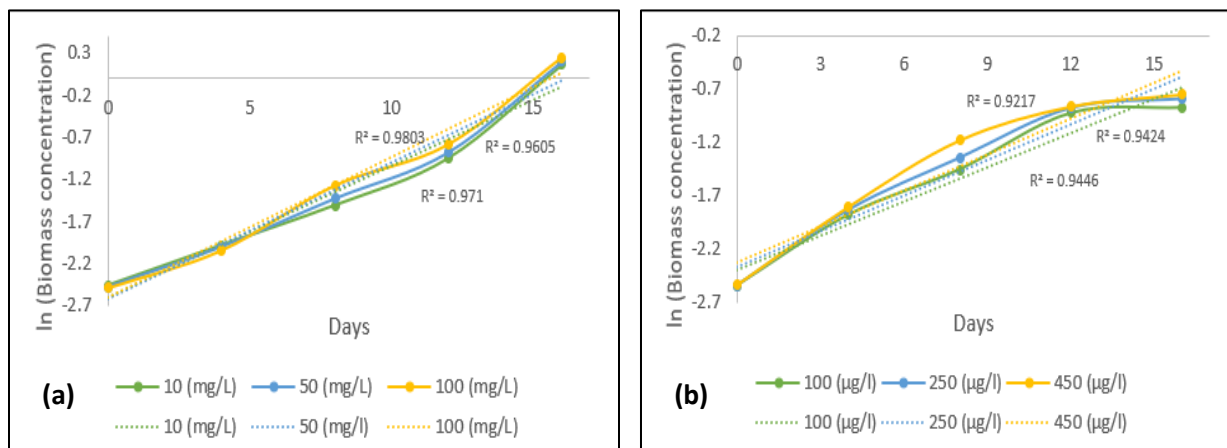 ln (Biomass concentration)
0.3
-0.2
-0.7
-1.2
-1.7
-2.2
-2.7
0
5
10
15
R² = 0.9803
R² = 0.9605
R² = 0.971
Days
(a)
10 (mg/L) 50 (mg/L) 100 (mg/L)
10 (mg/L) 50 (mg/l) 100 (mg/L)
ln (Biomass concentration)
-0.2
-0.7
-1.2
-1.7
-2.2
-2.7
0
3
6
9
12
15
R² = 0.9217
R² = 0.9424
R² = 0.9446
Days
(b)
100 (µg/l) 250 (µg/l) 450 (µg/l)
100 (µg/l) 250 (µg/l) 450 (µg/l)